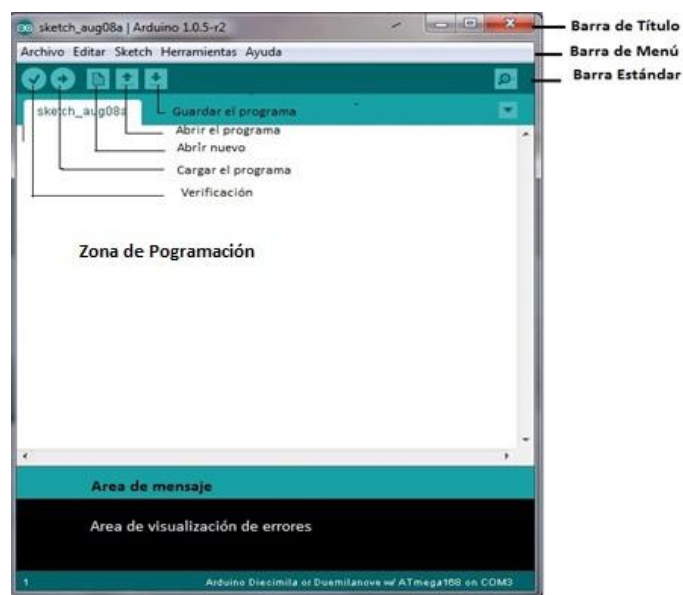 sketch_aug08a | Arduino 1.0.5-r2
Barra de Título
Archivo Editar Sketch Herramientas Ayuda
Barra de Menú
Barra Estándar
sketch_aug08a
Guardar el programa
Abrir el programa
Abrir nuevo
Cargar el programa
Verificación
Zona de Pogramación
Area de mensaje
Area de visualización de errores
1
Arduino Diecimila or Duemilanove w/ ATmega168 on COM3